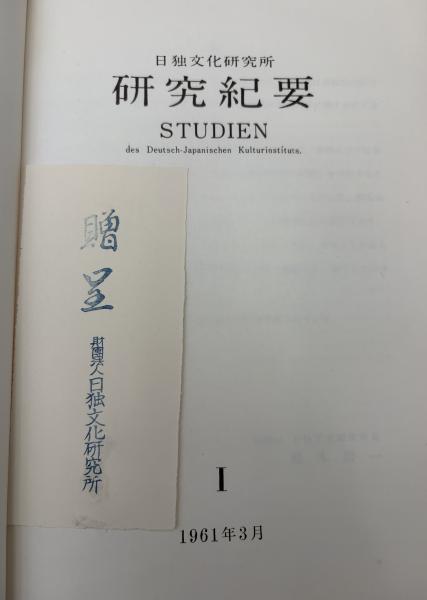 日独文化研究所
研究紀要
STUDIEN
des Deutsch-Japanischen Kulturinstituts.
贈呈
財團法人日独文化研究所
I
1961年3月